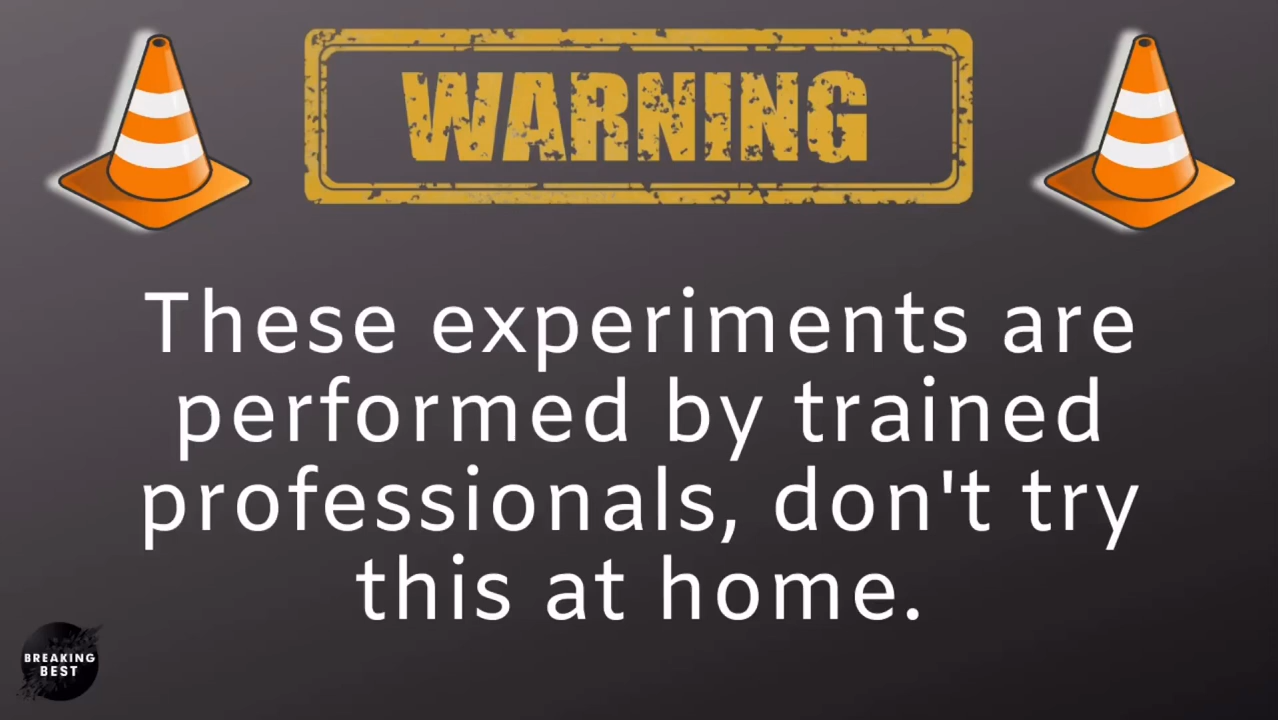 WARNING
These experiments are
performed by trained
professionals, don't try
this at home.
BREAKING
BEST